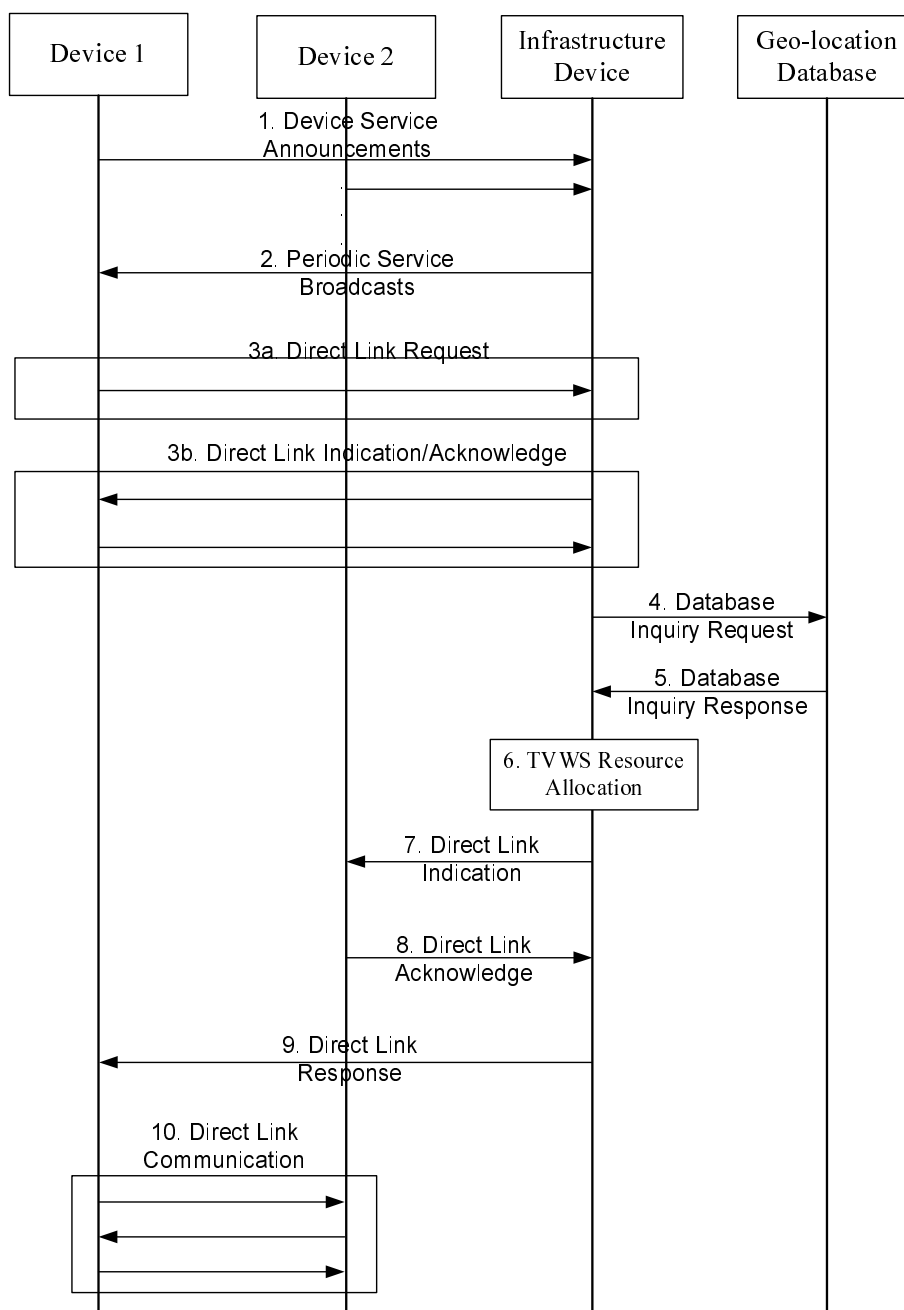 Device 1
Device 2
Infrastructure
Device
Geo-location
Database
1. Device Service
Announcements
2. Periodic Service
Broadcasts
3a. Direct Link Request
3b. Direct Link Indication/Acknowledge
4. Database
Inquiry Request
5. Database
Inquiry Response
6. TVWS Resource
Allocation
7. Direct Link
Indication
8. Direct Link
Acknowledge
9. Direct Link
Response
10. Direct Link
Communication